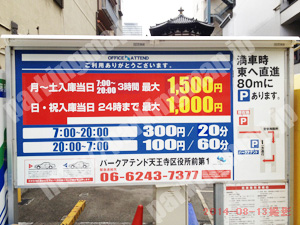 OFFICE ATTEND
ご利用ありがとうございます。
月~土入庫当日 7:00~20:00 3時間 最大 1,500円
日・祝入庫当日 24時まで 最大 1,000円
7:00-20:00 300円/20分
20:00-7:00 100円/60分
パークアテンド天王寺区役所前第1
06-6243-7377
満車時
東へ直進
80mに
Pあります。
2014-08-13